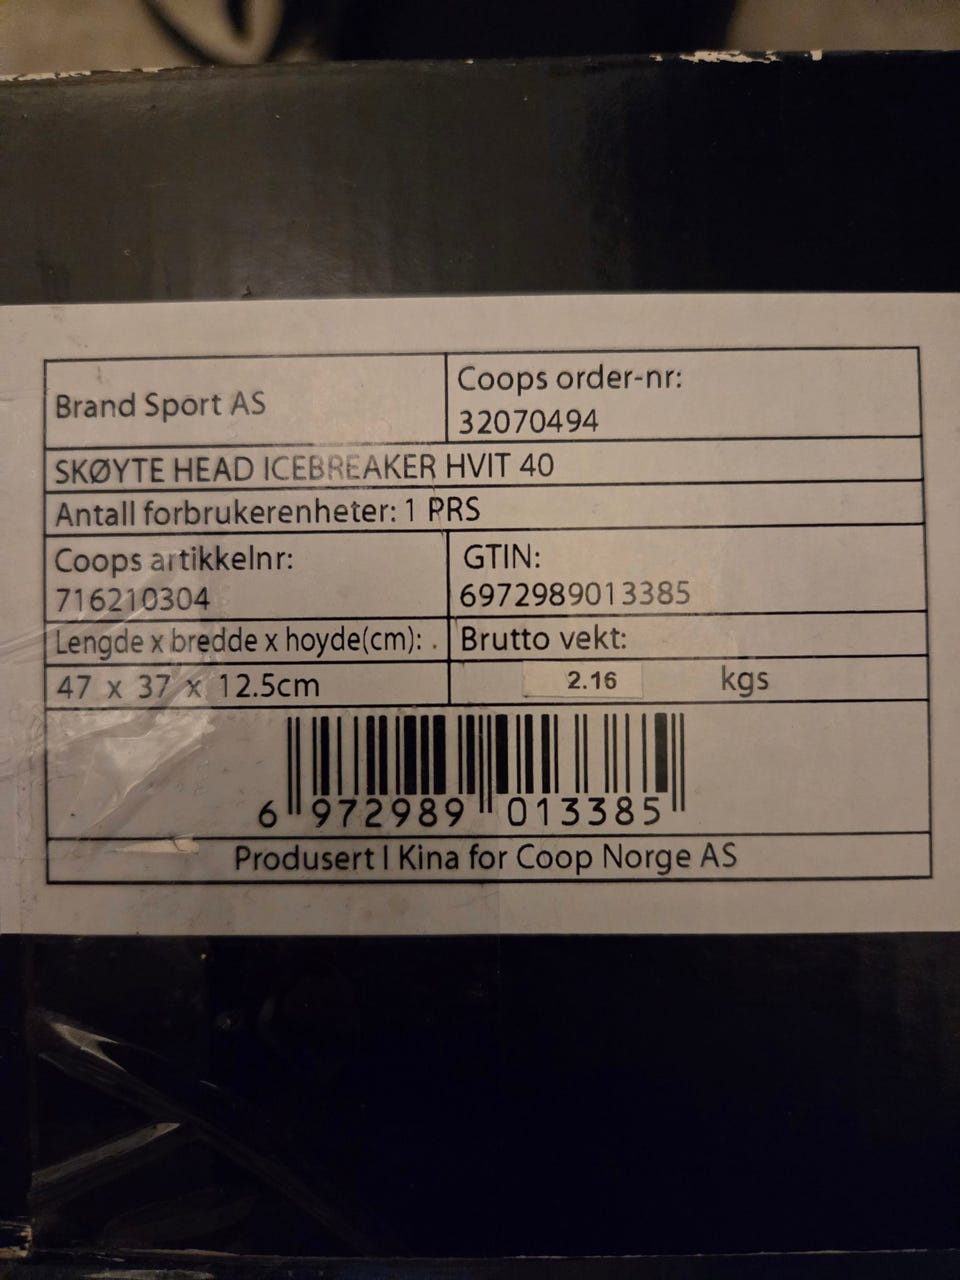 Brand Sport AS
Coops order-nr:
32070494
SKØYTE HEAD ICEBREAKER HVIT 40
Antall forbrukerenheter: 1 PRS
Coops artikkelnr:
716210304
GTIN:
6972989013385
Lengde x bredde x hoyde(cm): .
47 x 37 x 12.5cm
Brutto vekt:
2.16 kgs
6 972989 013385
Produsert I Kina for Coop Norge AS